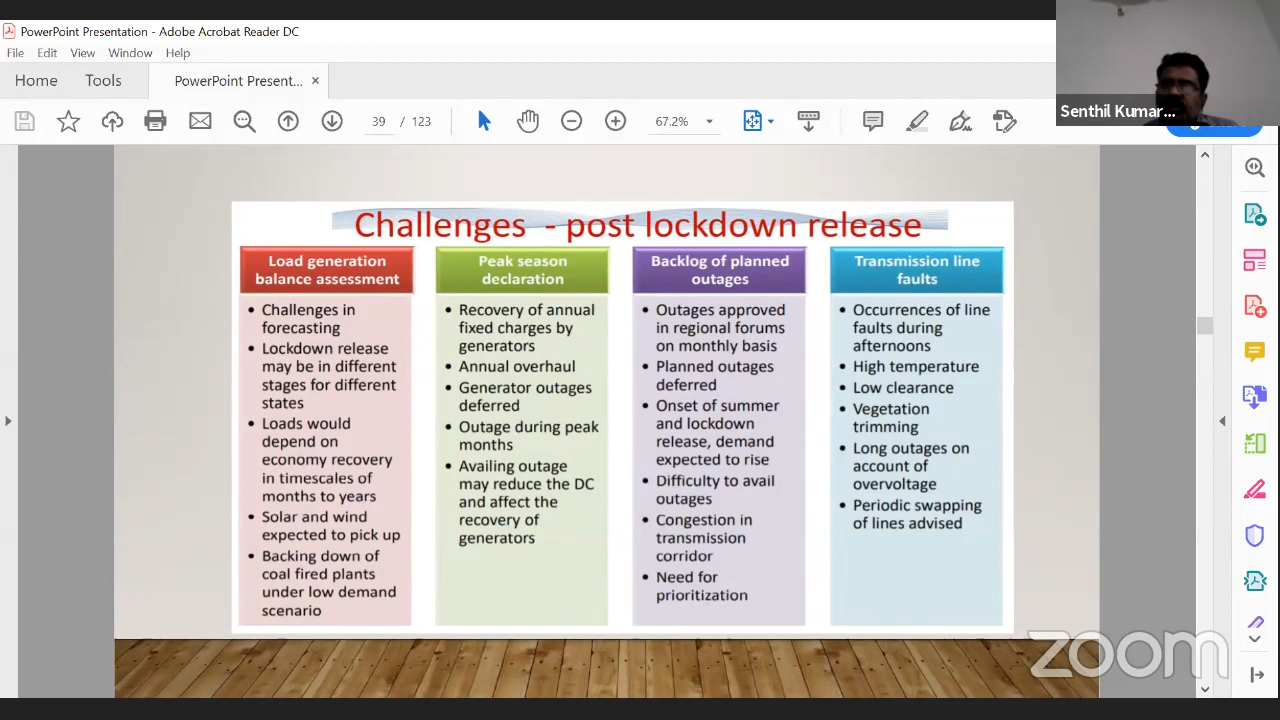 PowerPoint Presentation - Adobe Acrobat Reader DC
File Edit View Window Help
Home Tools PowerPoint Present... ×
39 / 123 67.2%
Senthil Kumar...
Challenges - post lockdown release
Load generation
balance assessment
• Challenges in
forecasting
• Lockdown release
may be in different
stages for different
states
• Loads would
depend on
economy recovery
in timescales of
months to years
• Solar and wind
expected to pick up
• Backing down of
coal fired plants
under low demand
scenario
Peak season
declaration
• Recovery of annual
fixed charges by
generators
• Annual overhaul
• Generator outages
deferred
• Outage during peak
months
• Availing outage
may reduce the DC
and affect the
recovery of
generators
Backlog of planned
outages
• Outages approved
in regional forums
on monthly basis
• Planned outages
deferred
• Onset of summer
and lockdown
release, demand
expected to rise
• Difficulty to avail
outages
• Congestion in
transmission
corridor
• Need for
prioritization
Transmission line
faults
• Occurrences of line
faults during
afternoons
• High temperature
• Low clearance
• Vegetation
trimming
• Long outages on
account of
overvoltage
• Periodic swapping
of lines advised
zoom